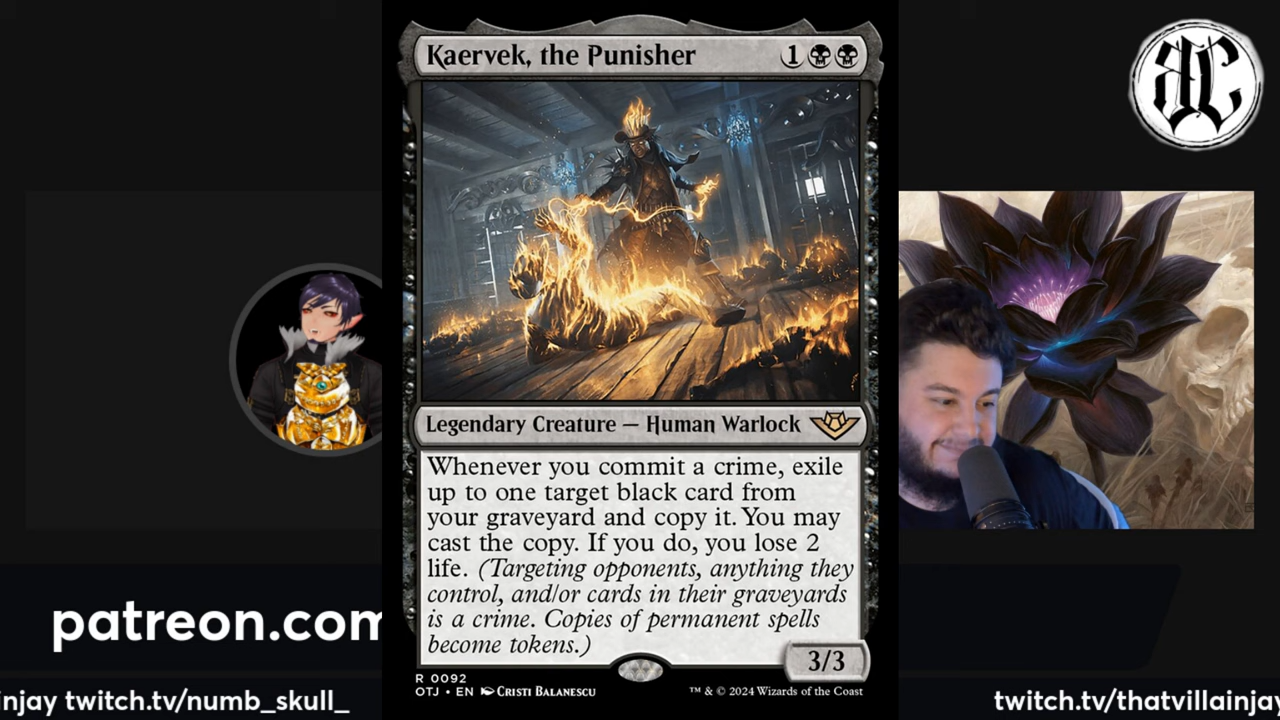 Kaervek, the Punisher 1
Legendary Creature — Human Warlock
Whenever you commit a crime, exile
up to one target black card from
your graveyard and copy it. You may
cast the copy. If you do, you lose 2
life. (Targeting opponents, anything they
control, and/or cards in their graveyards
is a crime. Copies of permanent spells
become tokens.)
3/3
R 0092
OTJ • EN CRISTI BALANESCU
™ & © 2024 Wizards of the Coast
patreon.com
injay twitch.tv/numb_skull_
twitch.tv/thatvillainjay